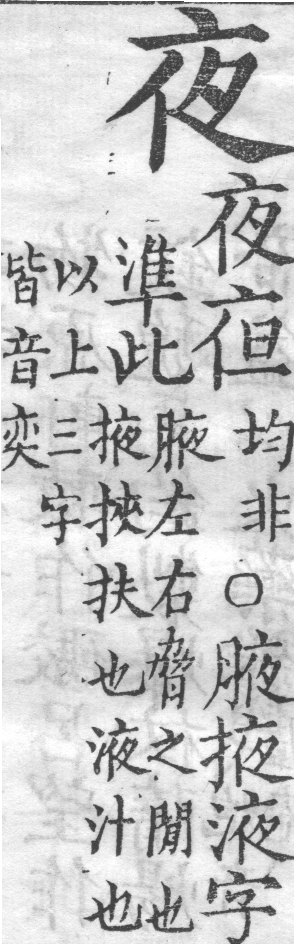 夜
夜亱均非○腋掖液字
準此腋左右脅之閒也
掖挾扶也液汁也
以上三字
皆音奕